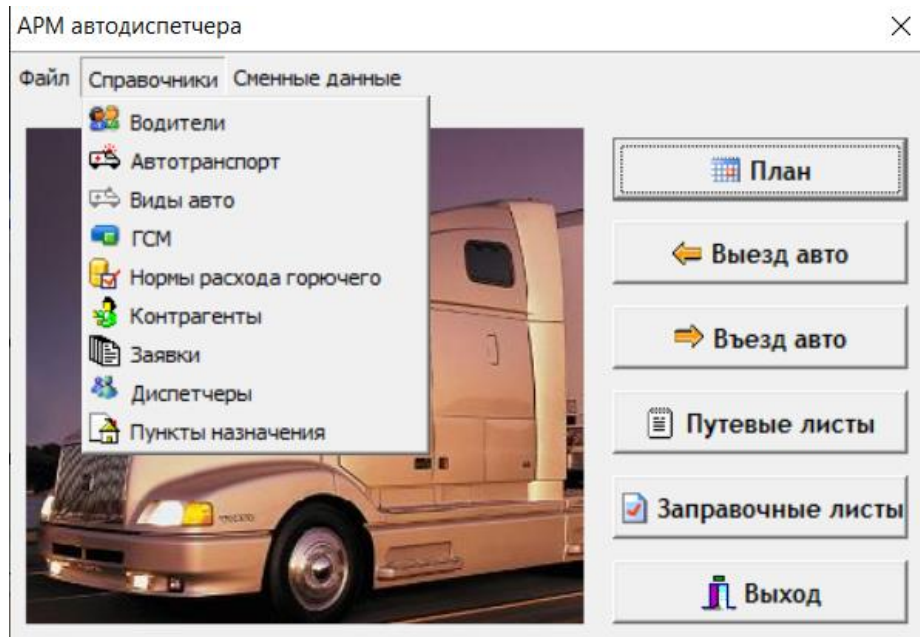 АРМ автодиспетчера
Файл Справочники Сменные данные
Водители
Автотранспорт
Виды авто
ГСМ
Нормы расхода горючего
Контрагенты
Заявки
Диспетчеры
Пункты назначения
План
Выезд авто
Въезд авто
Путевые листы
Заправочные листы
Выход